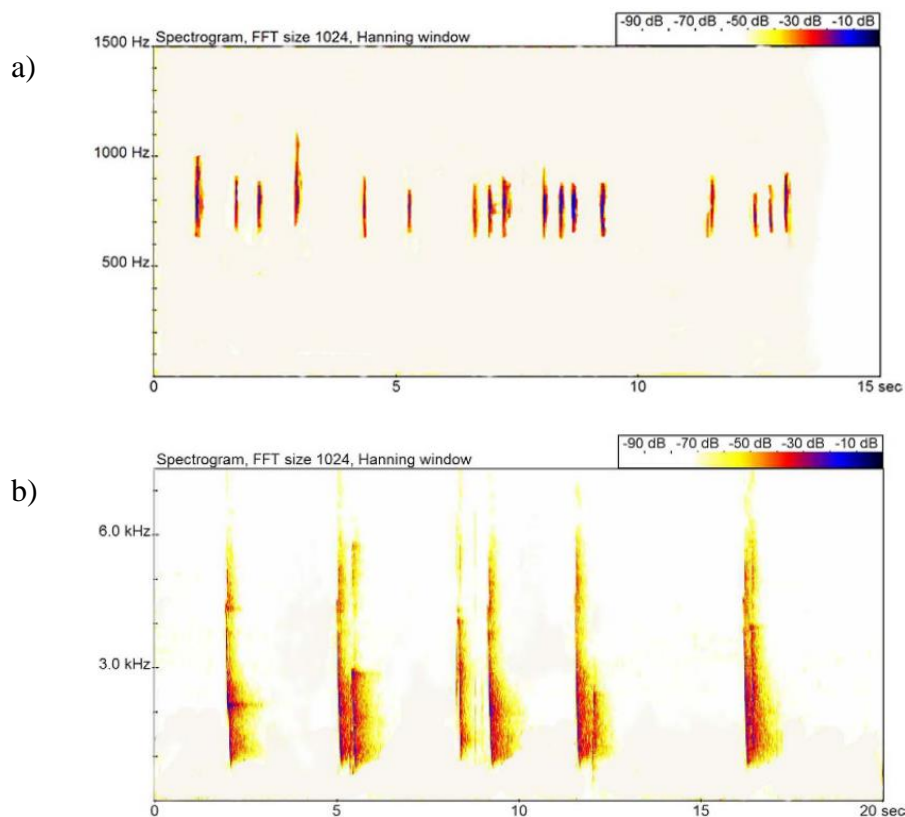 a)
Spectrogram, FFT size 1024, Hanning window
-90 dB -70 dB -50 dB -30 dB -10 dB
1500 Hz
1000 Hz
500 Hz
0 5 10 15 sec
b)
Spectrogram, FFT size 1024, Hanning window
-90 dB -70 dB -50 dB -30 dB -10 dB
6.0 kHz
3.0 kHz
0 5 10 15 20 sec